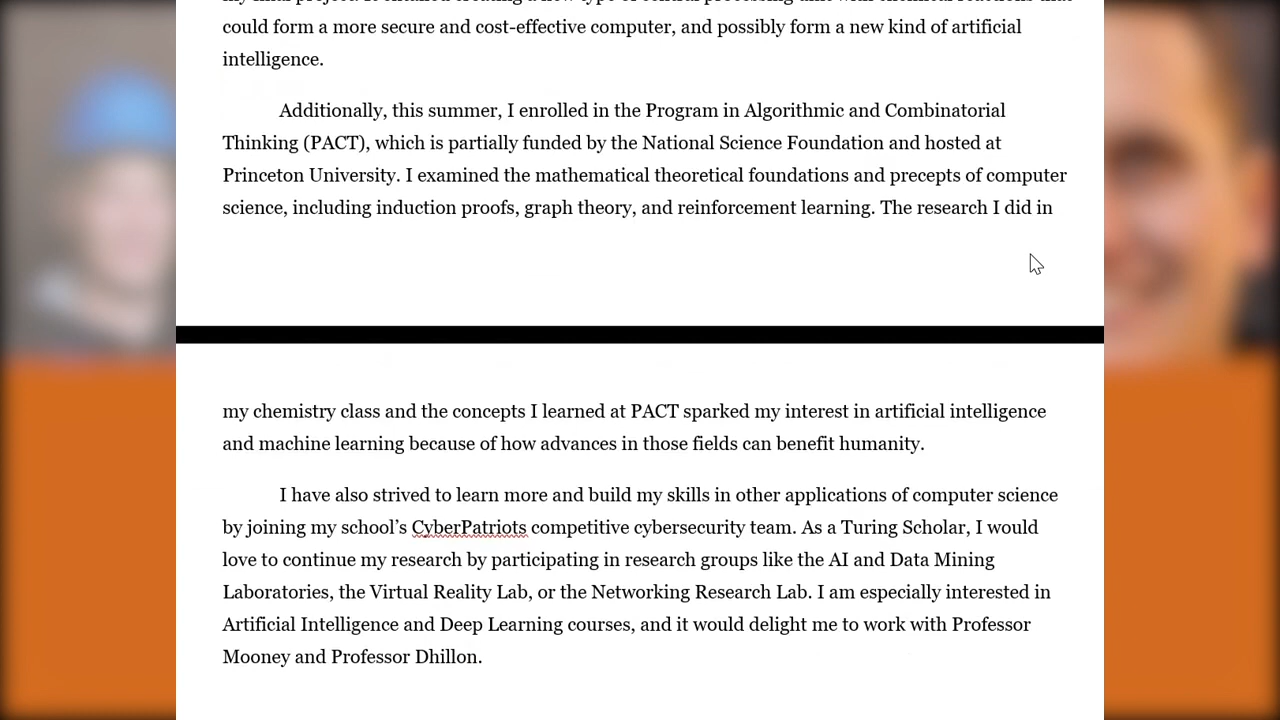 could form a more secure and cost-effective computer, and possibly form a new kind of artificial
intelligence.
Additionally, this summer, I enrolled in the Program in Algorithmic and Combinatorial
Thinking (PACT), which is partially funded by the National Science Foundation and hosted at
Princeton University. I examined the mathematical theoretical foundations and precepts of computer
science, including induction proofs, graph theory, and reinforcement learning. The research I did in
my chemistry class and the concepts I learned at PACT sparked my interest in artificial intelligence
and machine learning because of how advances in those fields can benefit humanity.
I have also strived to learn more and build my skills in other applications of computer science
by joining my school’s CyberPatriots competitive cybersecurity team. As a Turing Scholar, I would
love to continue my research by participating in research groups like the AI and Data Mining
Laboratories, the Virtual Reality Lab, or the Networking Research Lab. I am especially interested in
Artificial Intelligence and Deep Learning courses, and it would delight me to work with Professor
Mooney and Professor Dhillon.